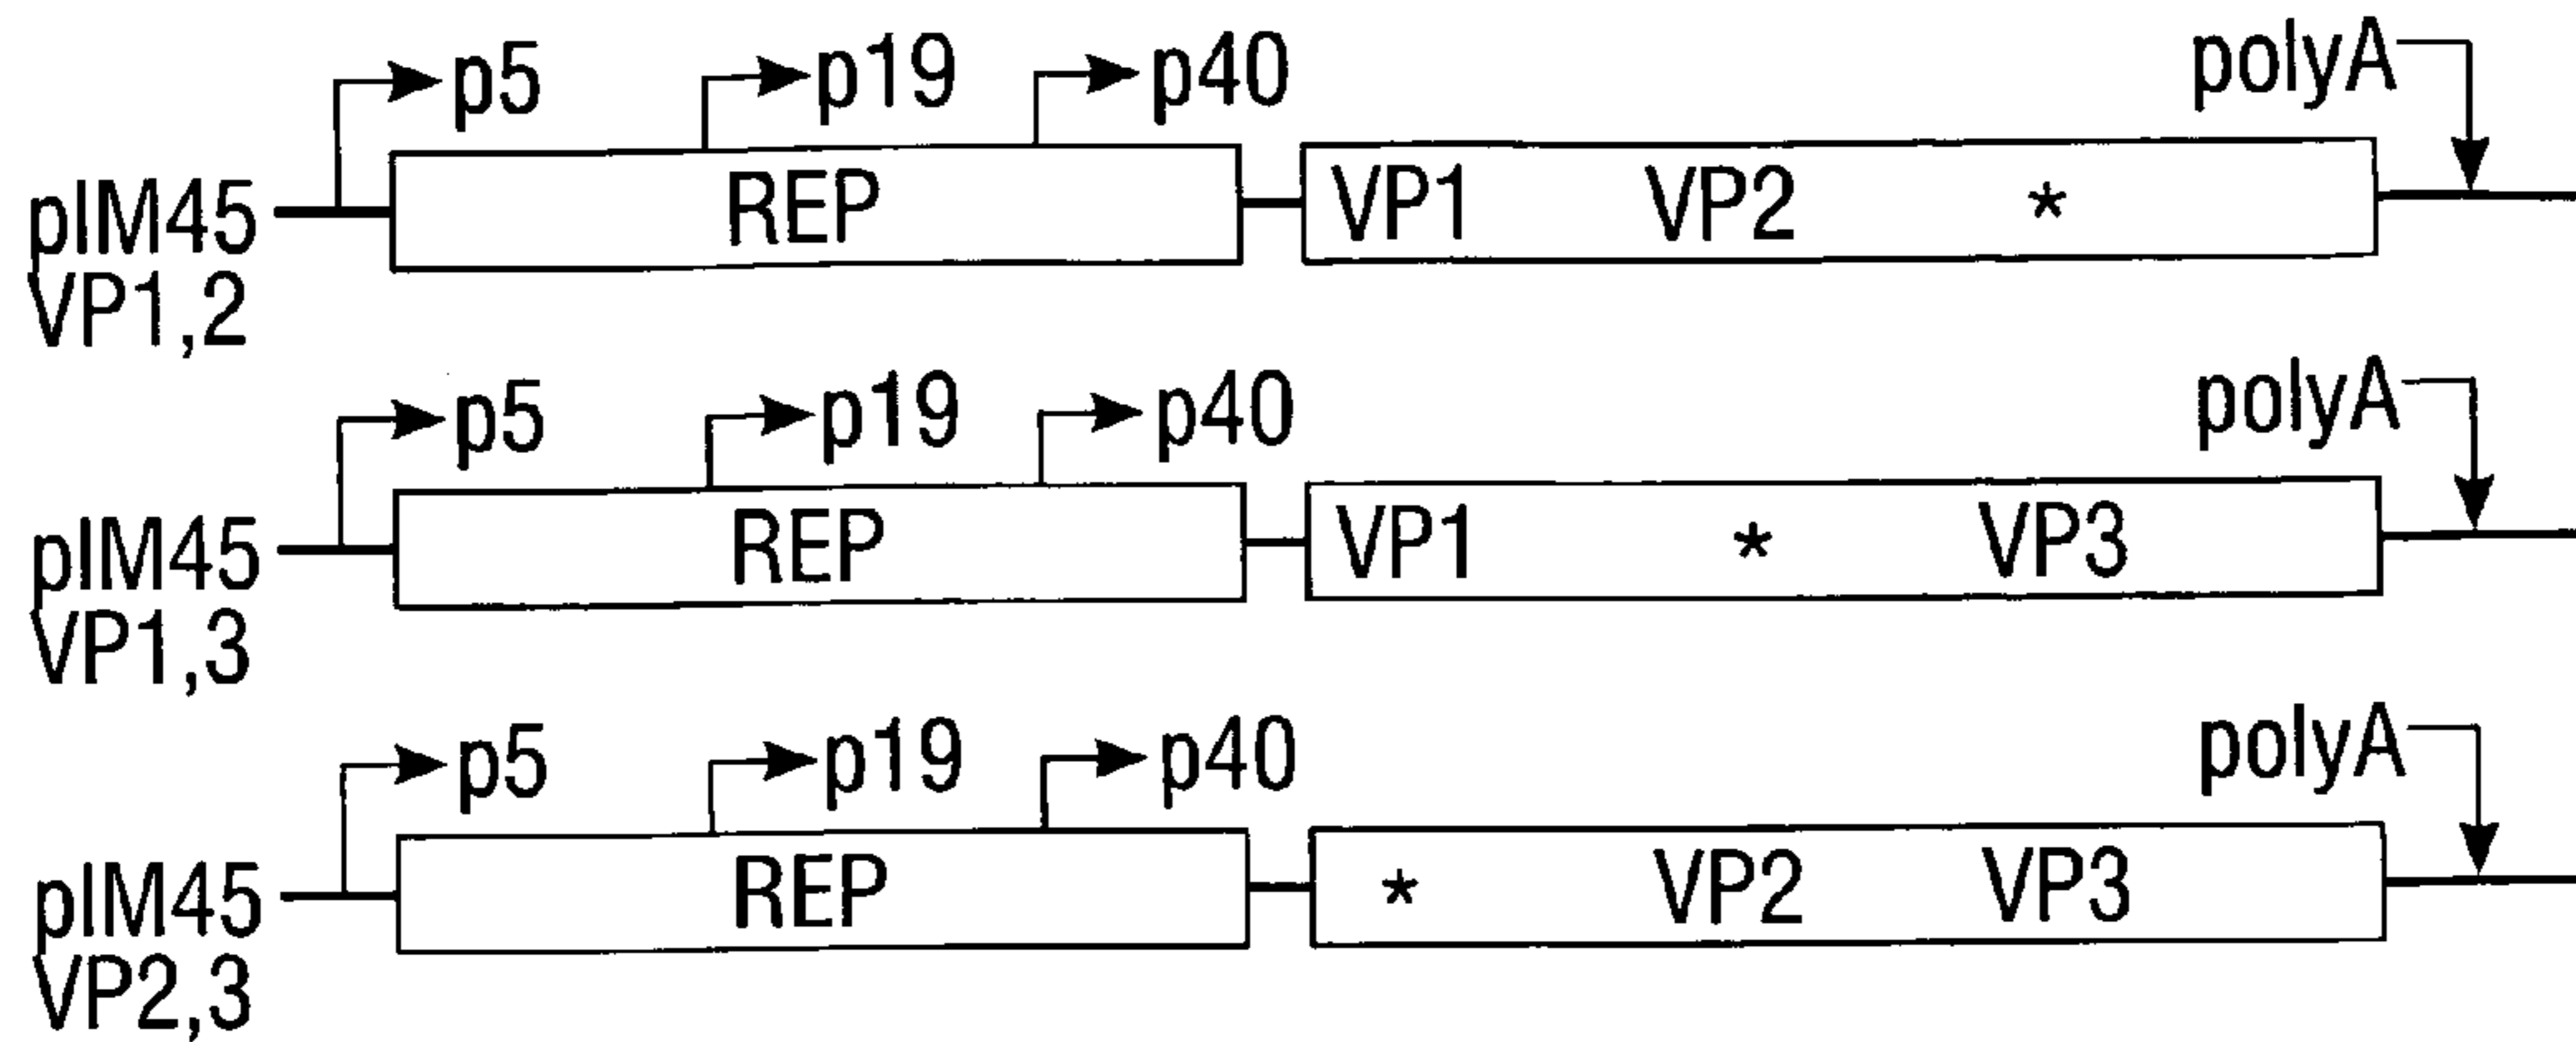 p5 p19 p40 polyA
pIM45 REP VP1 VP2 *
VP1,2
p5 p19 p40 polyA
pIM45 REP VP1 * VP3
VP1,3
p5 p19 p40 polyA
pIM45 REP * VP2 VP3
VP2,3